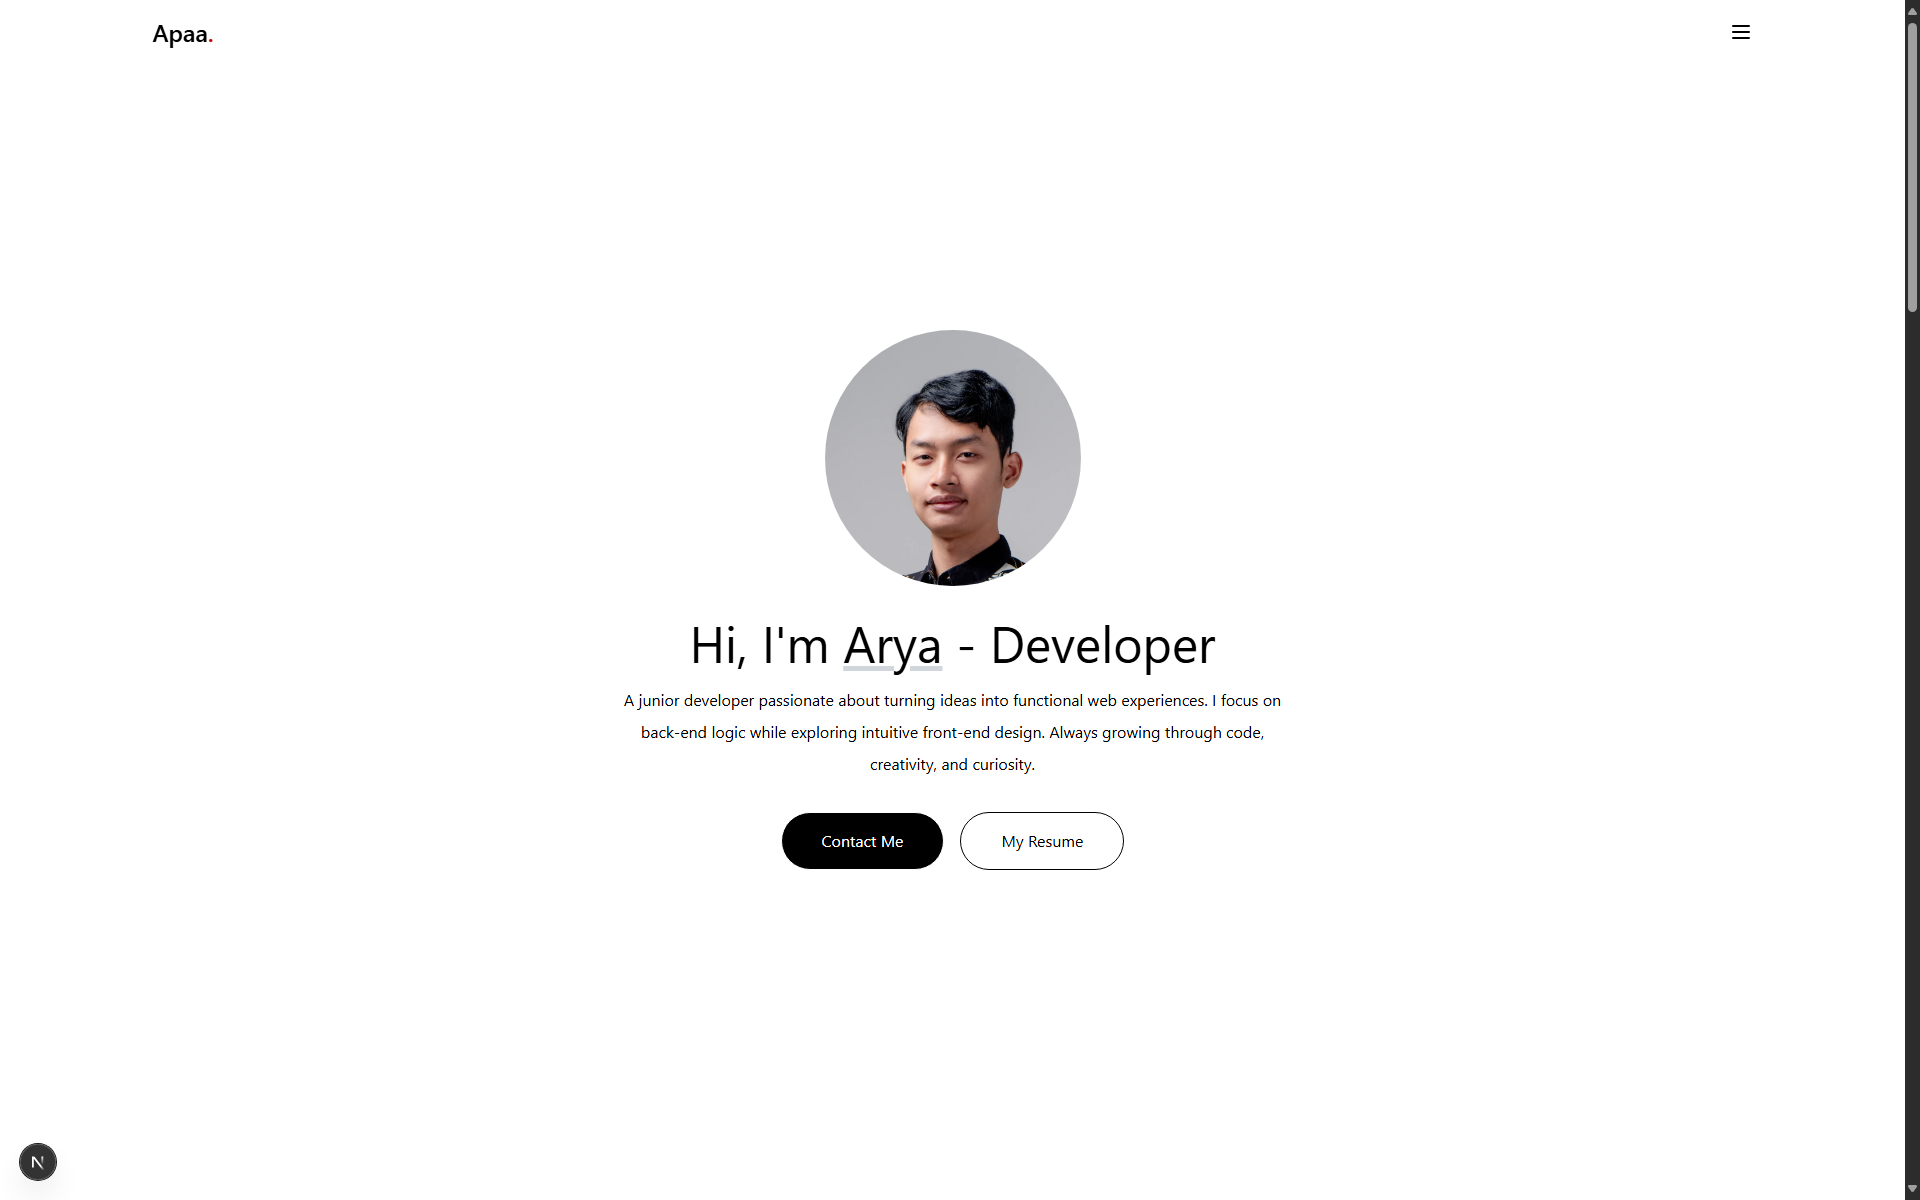 Apaa.
Hi, I'm Arya - Developer
A junior developer passionate about turning ideas into functional web experiences. I focus on
back-end logic while exploring intuitive front-end design. Always growing through code,
creativity, and curiosity.
Contact Me
My Resume
N